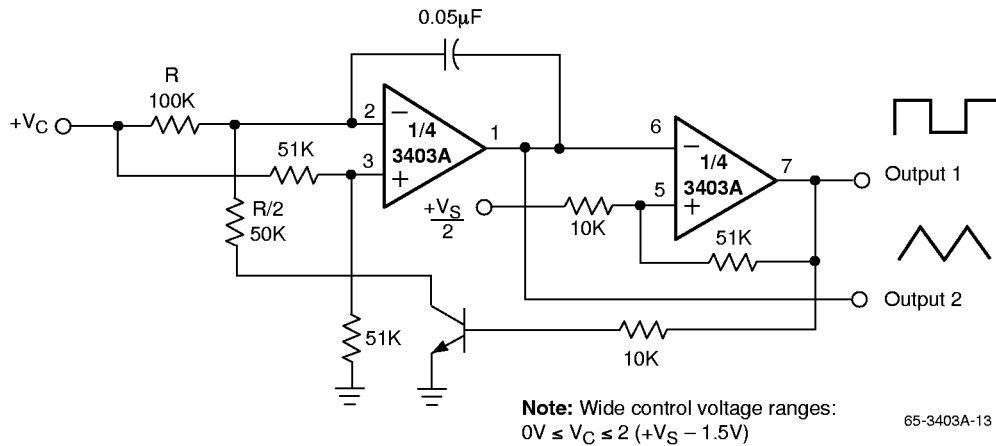 0.05µF
R
100K
+VC
2
1/4
3403A
1
51K
3
6
1/4
3403A
7
Output 1
+VS
2
5
10K
R/2
50K
51K
Output 2
51K
10K
Note: Wide control voltage ranges:
0V ≤ VC ≤ 2 (+VS – 1.5V)
65-3403A-13